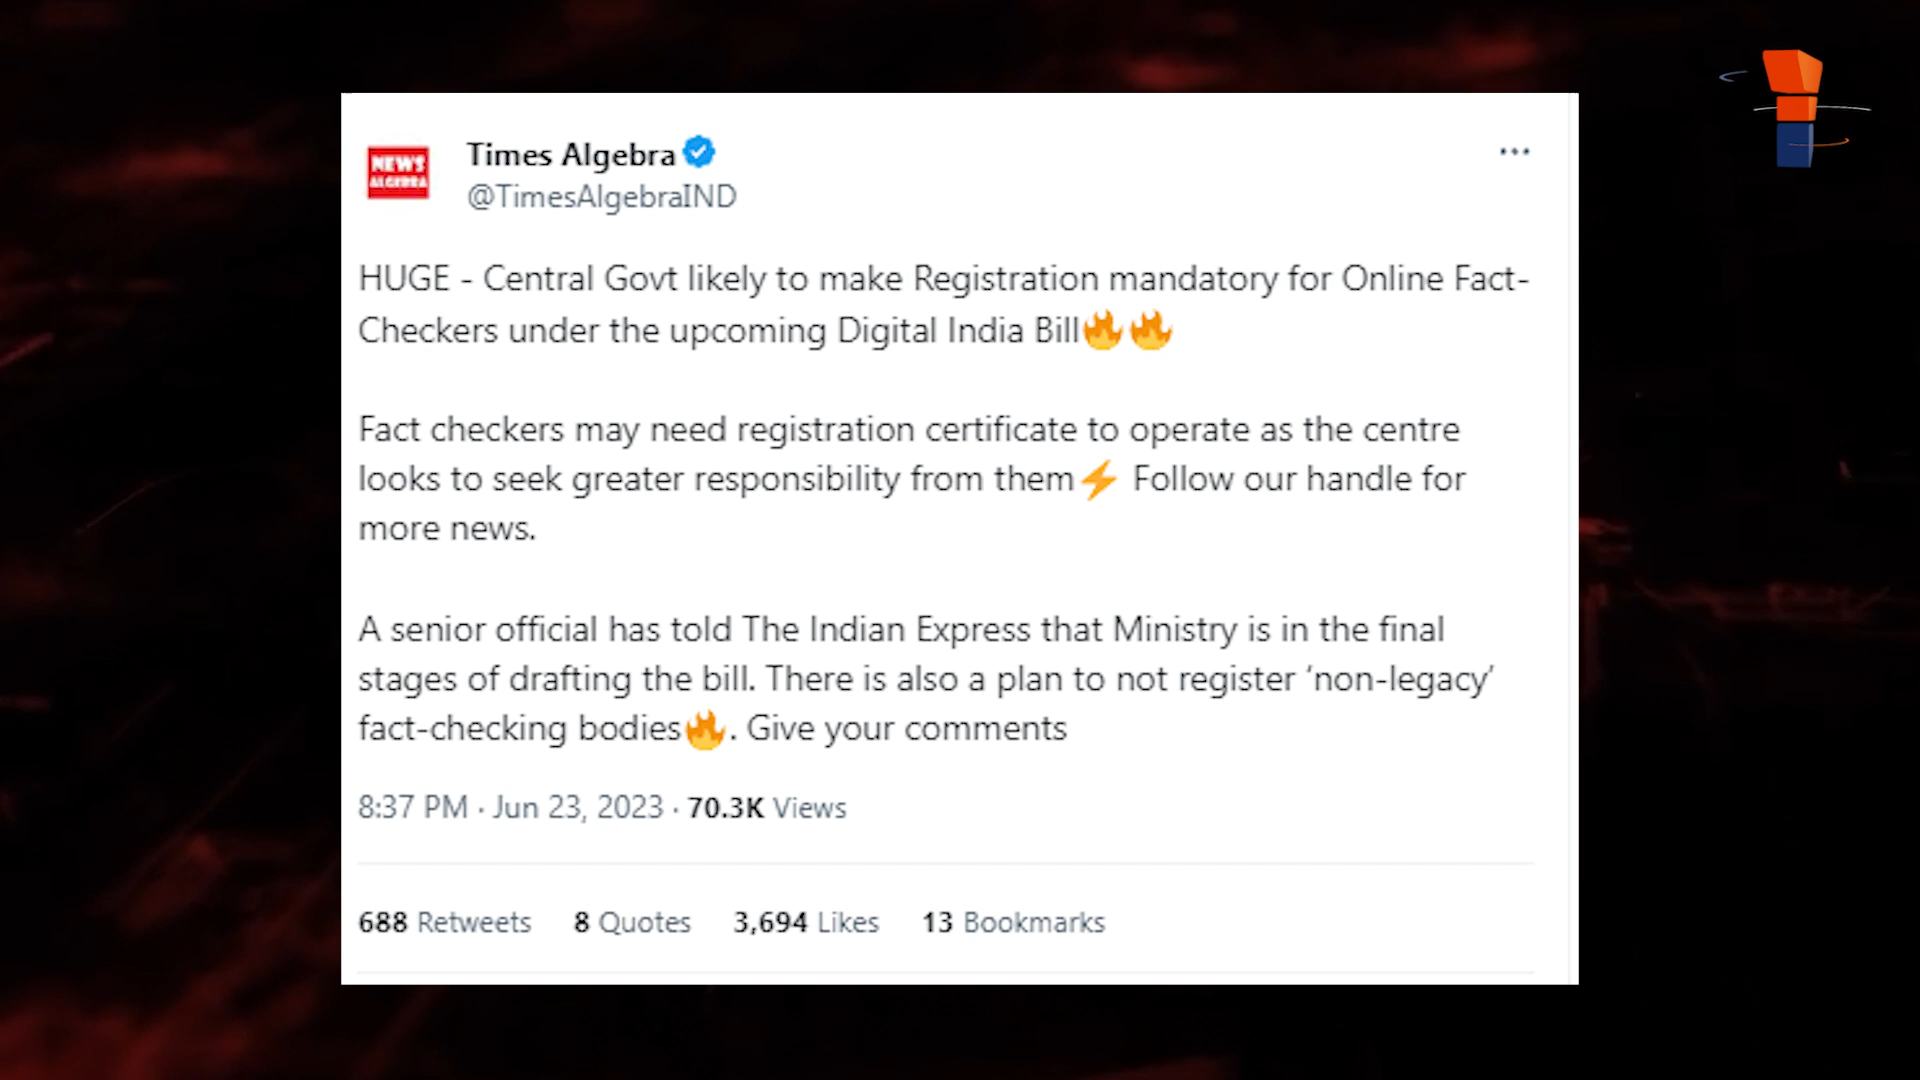 NEWS
ALGEBRA
Times Algebra
@TimesAlgebraIND
HUGE - Central Govt likely to make Registration mandatory for Online Fact-
Checkers under the upcoming Digital India Bill🔥🔥
Fact checkers may need registration certificate to operate as the centre
looks to seek greater responsibility from them⚡ Follow our handle for
more news.
A senior official has told The Indian Express that Ministry is in the final
stages of drafting the bill. There is also a plan to not register ‘non-legacy’
fact-checking bodies🔥. Give your comments
8:37 PM · Jun 23, 2023 · 70.3K Views
688 Retweets 8 Quotes 3,694 Likes 13 Bookmarks